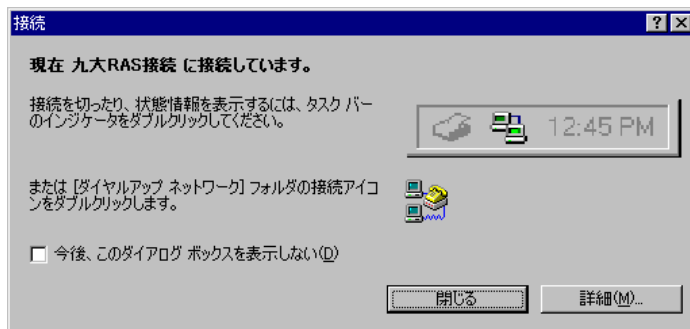 接続
現在 九大RAS接続 に接続しています。
接続を切ったり、状態情報を表示するには、タスク バー
のインジケータをダブルクリックしてください。
12:45 PM
または [ダイヤルアップ ネットワーク] フォルダの接続アイコ
ンをダブルクリックします。
今後、このダイアログ ボックスを表示しない(D)
閉じる
詳細(M)...